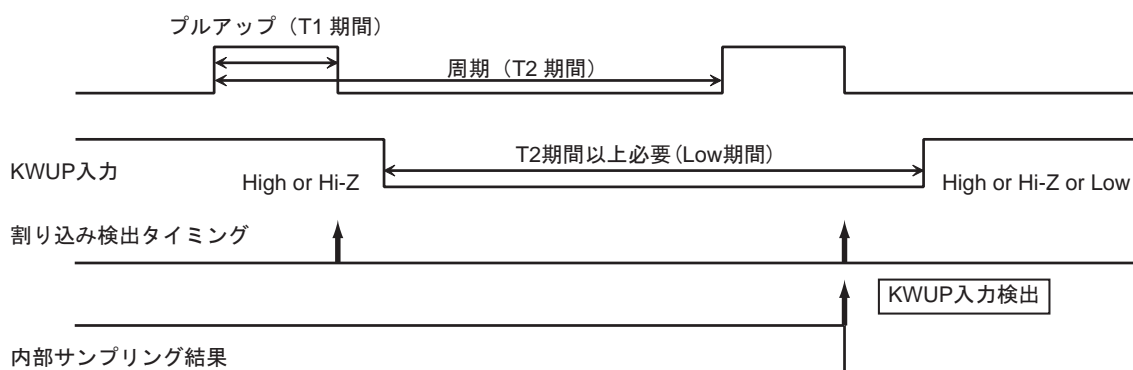 プルアップ（T1 期間）
周期（T2 期間）
T2期間以上必要(Low期間)
KWUP入力
High or Hi-Z
High or Hi-Z or Low
割り込み検出タイミング
KWUP入力検出
内部サンプリング結果